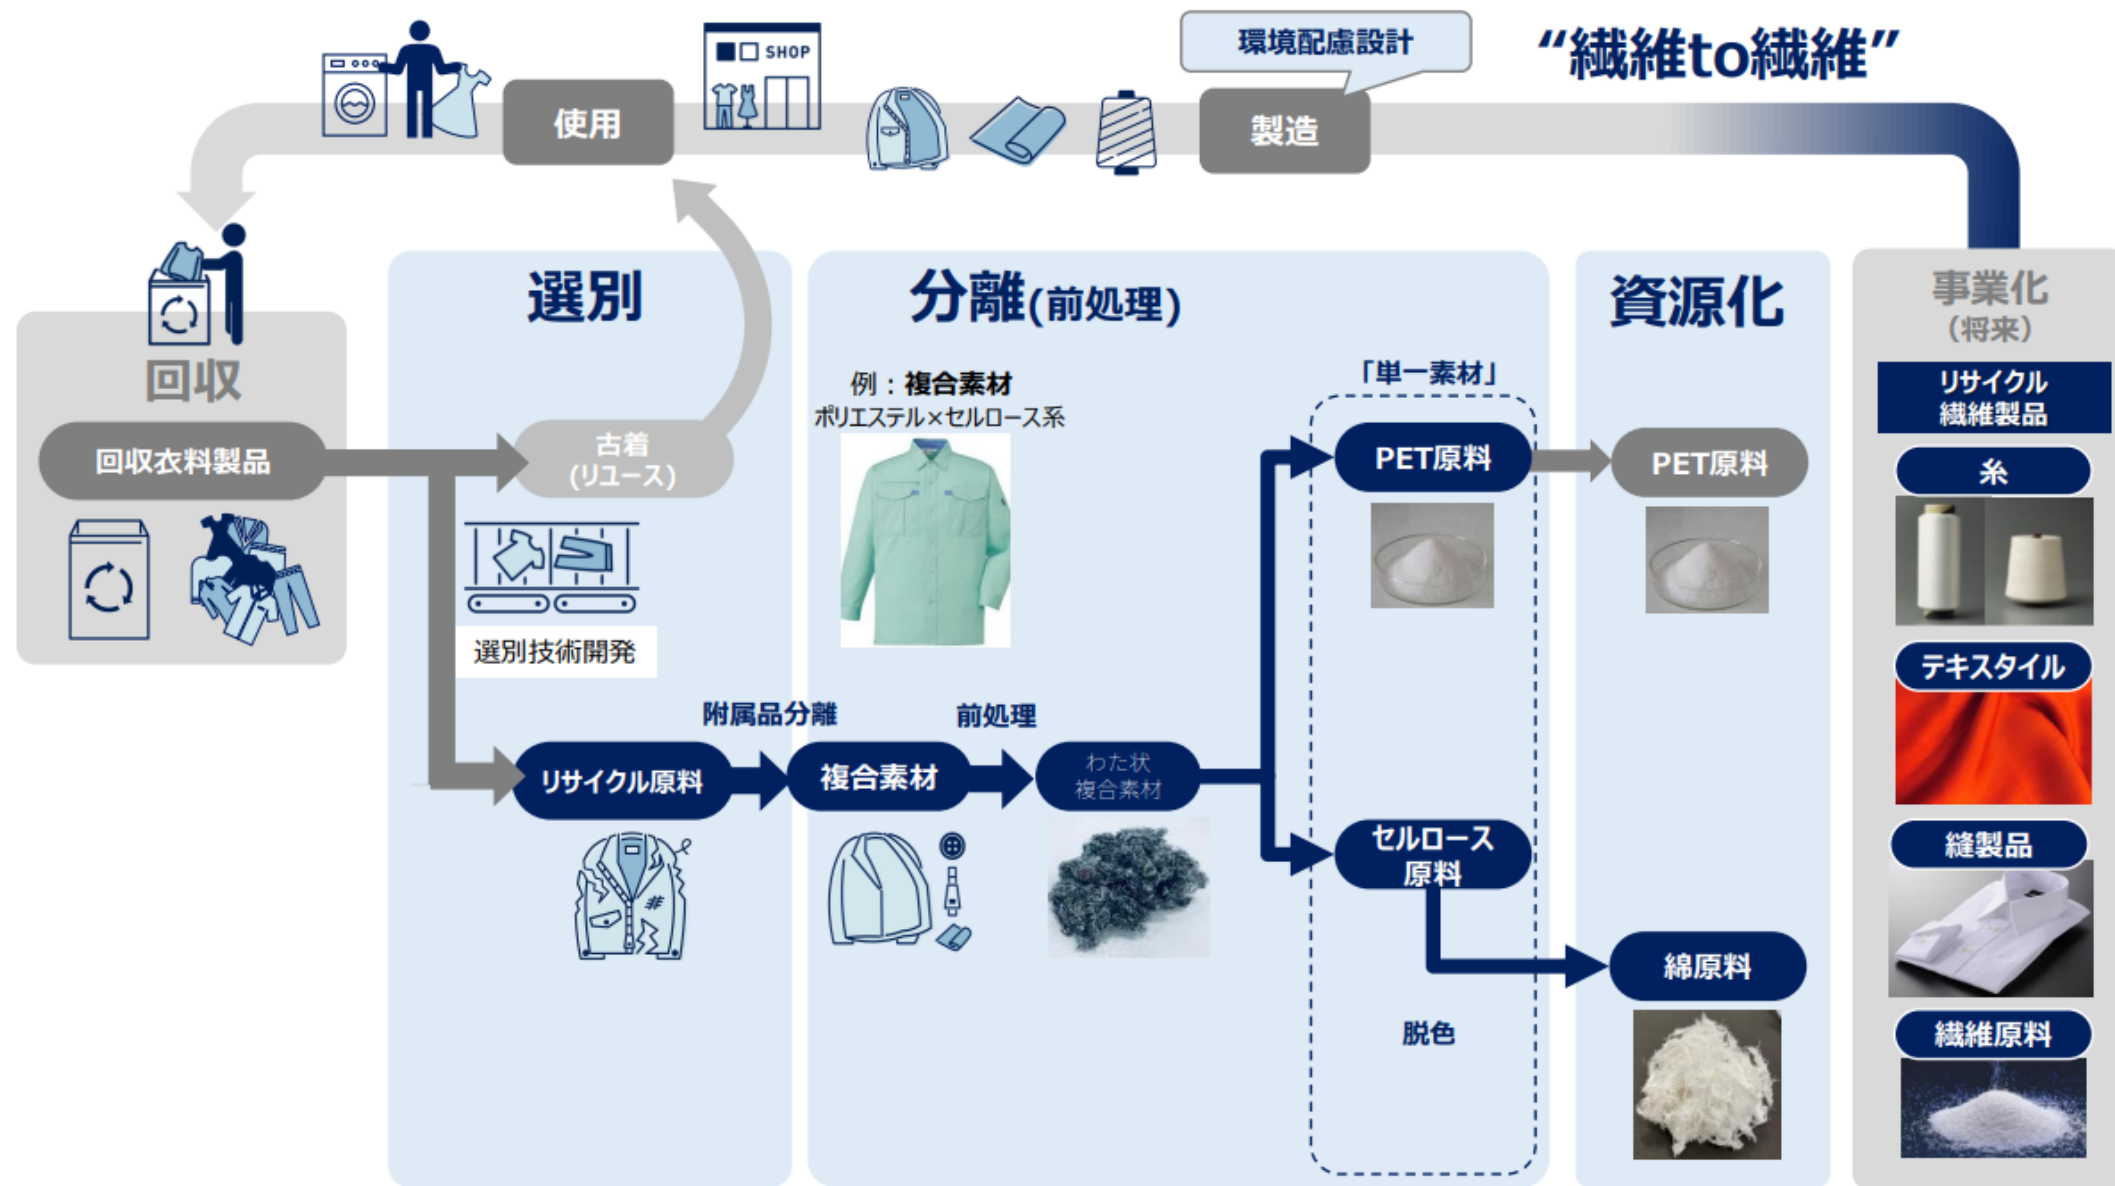 環境配慮設計
“繊維to繊維”
SHOP
使用
製造
回収
回収衣料製品
選別
古着
(リユース)
選別技術開発
附属品分離
リサイクル原料
分離(前処理)
例：複合素材
ポリエステル×セルロース系
前処理
複合素材
わた状
複合素材
「単一素材」
PET原料
セルロース
原料
脱色
資源化
PET原料
綿原料
事業化
（将来）
リサイクル
繊維製品
糸
テキスタイル
縫製品
繊維原料